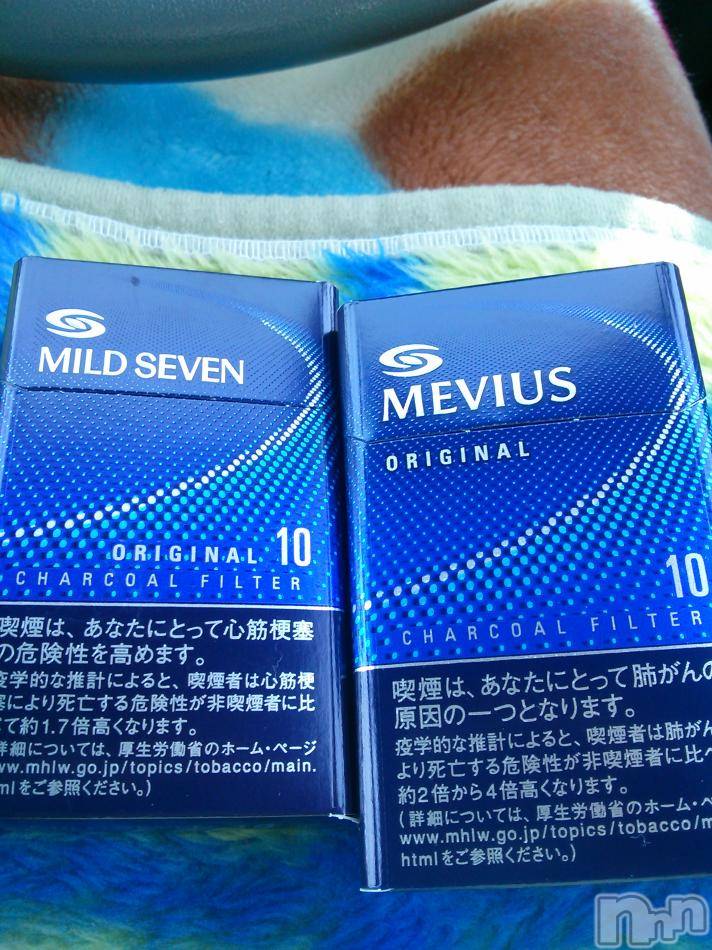 MILD SEVEN
ORIGINAL 10
CHARCOAL FILTER
喫煙は、あなたにとって心筋梗塞
の危険性を高めます。
疫学的な推計によると、喫煙者は心筋梗
塞により死亡する危険性が非喫煙者に比
べて約1.7倍高くなります。
詳細については、厚生労働省のホーム・ページ
ww.mhlw.go.jp/topics/tobacco/main.
mlをご参照ください。)
MEVIUS
ORIGINAL
10
CHARCOAL FILTER
喫煙は、あなたにとって肺がんの
原因の一つとなります。
疫学的な推計によると、喫煙者は肺がん
より死亡する危険性が非喫煙者に比べ
約2倍から4倍高くなります。
(詳細については、厚生労働省のホーム・ペ
www.mhlw.go.jp/topics/tobacco/m
htmlをご参照ください。)
nnn